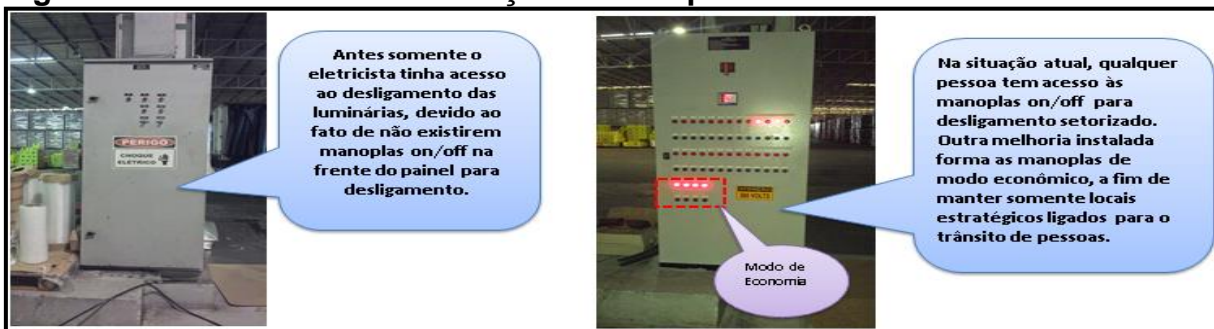 Antes somente o
eletricista tinha acesso
ao desligamento das
luminárias, devido ao
fato de não existirem
manoplas on/off na
frente do painel para
desligamento.
PERIGO
CHOQUE
ELÉTRICO
Na situação atual, qualquer
pessoa tem acesso às
manoplas on/off para
desligamento setorizado.
Outra melhoria instalada
forma as manoplas de
modo econômico, a fim de
manter somente locais
estratégicos ligados para o
trânsito de pessoas.
VOLTS
Modo de
Economia